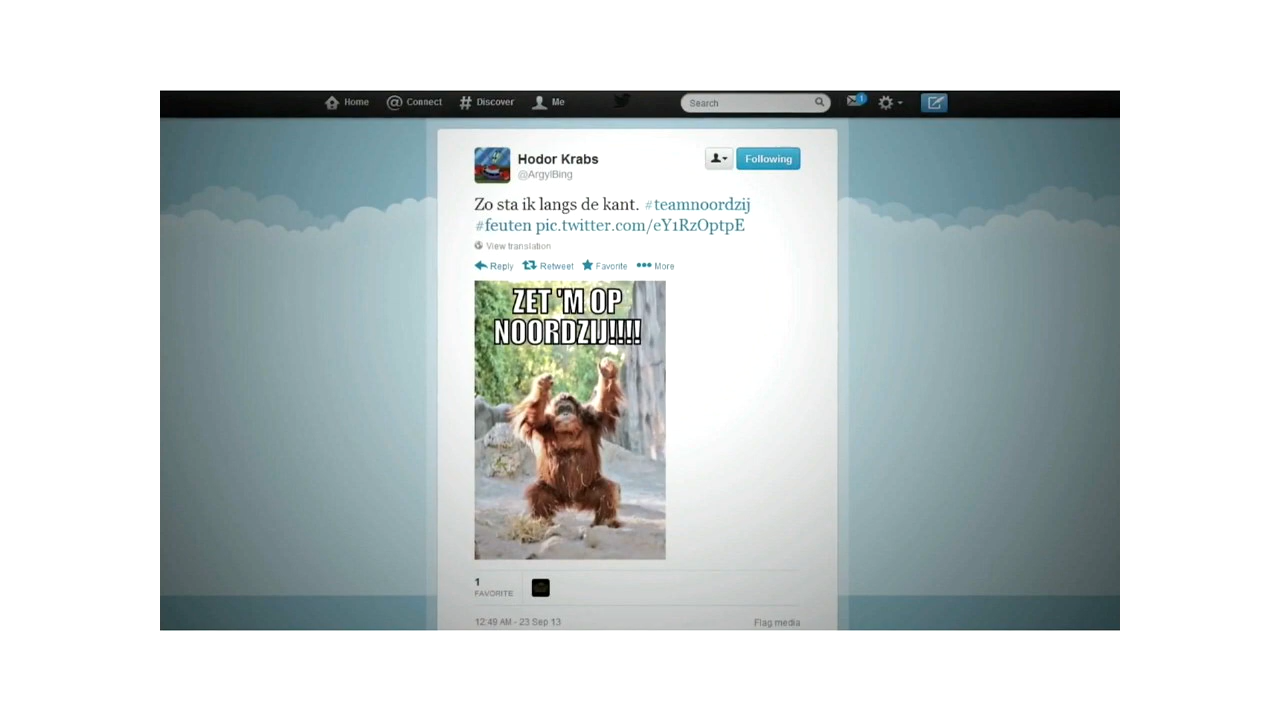 Home @ Connect # Discover Me Search 1
Hodor Krabs Following
@ArgylBing
Zo sta ik langs de kant. #teamnoordzij
#feuten pic.twitter.com/eY1RzOptpE
View translation
Reply Retweet Favorite More
ZET 'M OP
NOORDZIJ!!!!
1
FAVORITE
12:49 AM - 23 Sep 13 Flag media